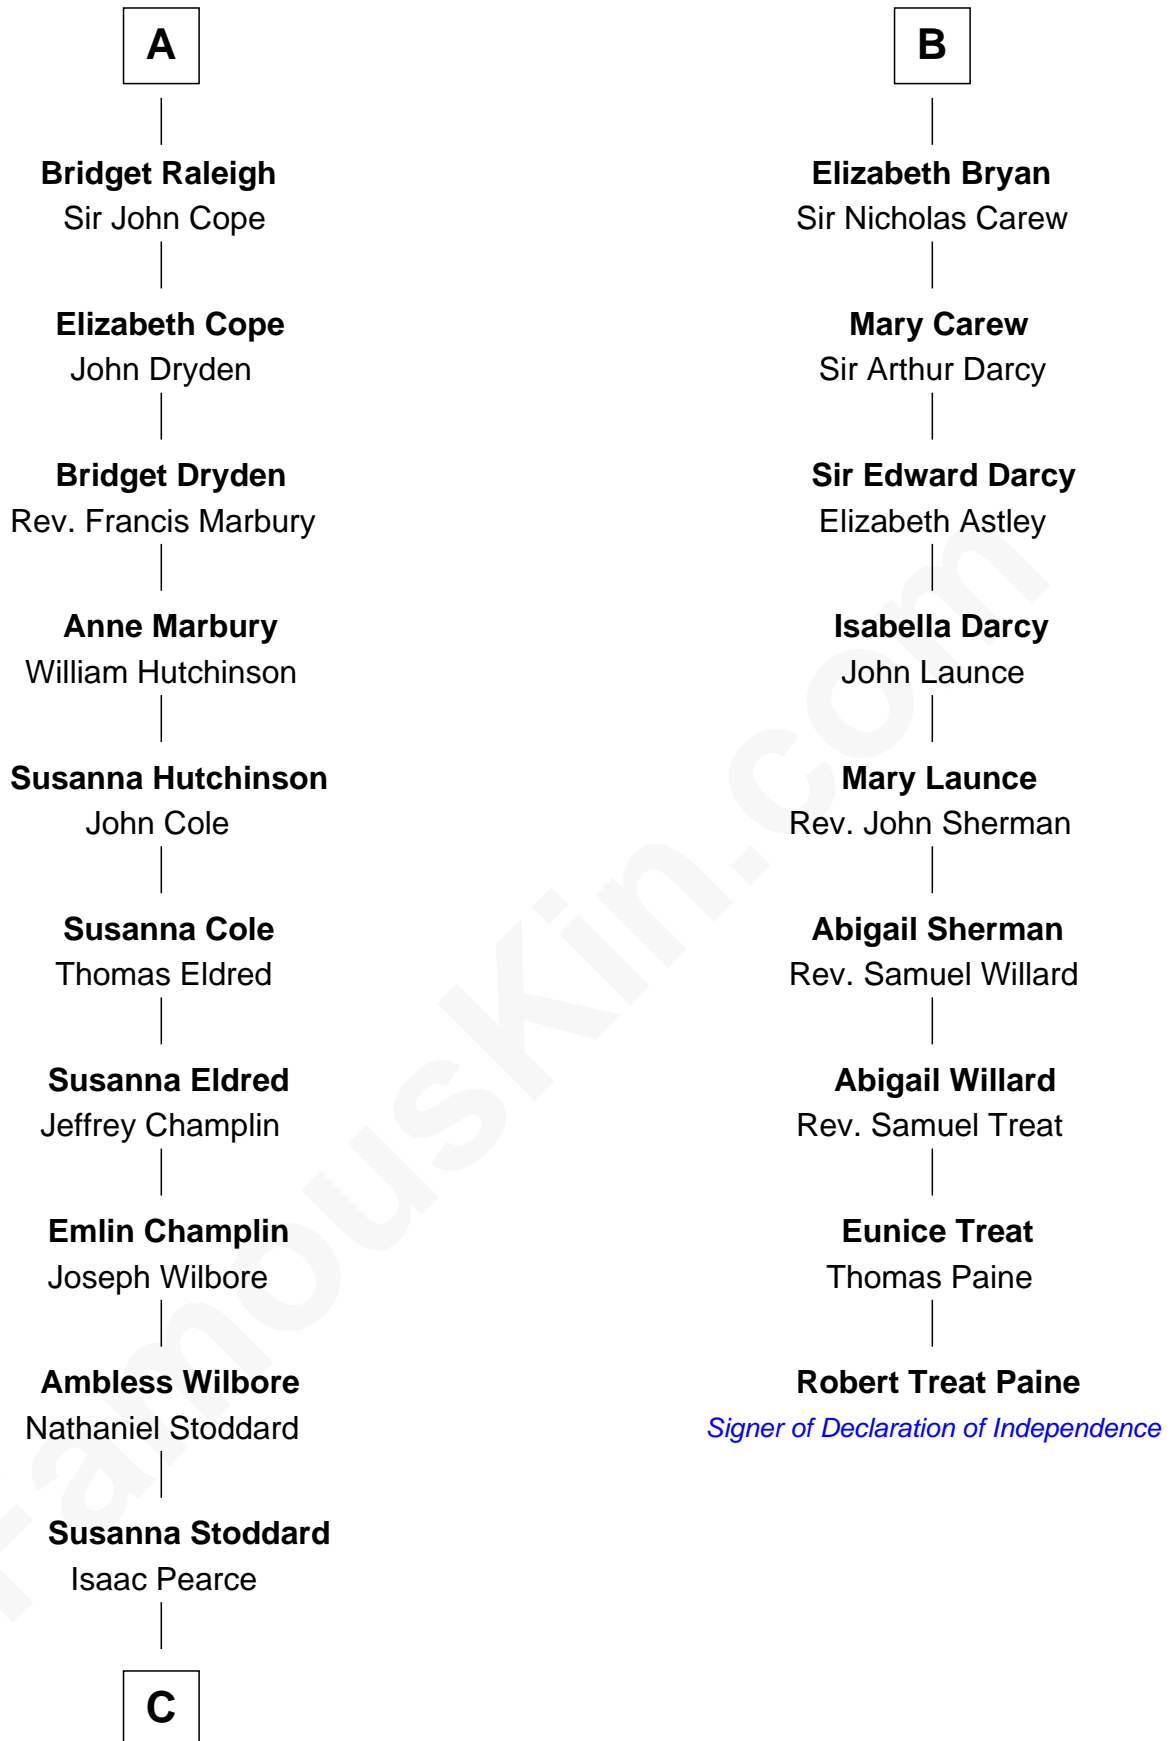 A
Bridget Raleigh
Sir John Cope
Elizabeth Cope
John Dryden
Bridget Dryden
Rev. Francis Marbury
Anne Marbury
William Hutchinson
Susanna Hutchinson
John Cole
Susanna Cole
Thomas Eldred
Susanna Eldred
Jeffrey Champlin
Emlin Champlin
Joseph Wilbore
Ambless Wilbore
Nathaniel Stoddard
Susanna Stoddard
Isaac Pearce
C
B
Elizabeth Bryan
Sir Nicholas Carew
Mary Carew
Sir Arthur Darcy
Sir Edward Darcy
Elizabeth Astley
Isabella Darcy
John Launce
Mary Launce
Rev. John Sherman
Abigail Sherman
Rev. Samuel Willard
Abigail Willard
Rev. Samuel Treat
Eunice Treat
Thomas Paine
Robert Treat Paine
Signer of Declaration of Independence
FamousKin.com